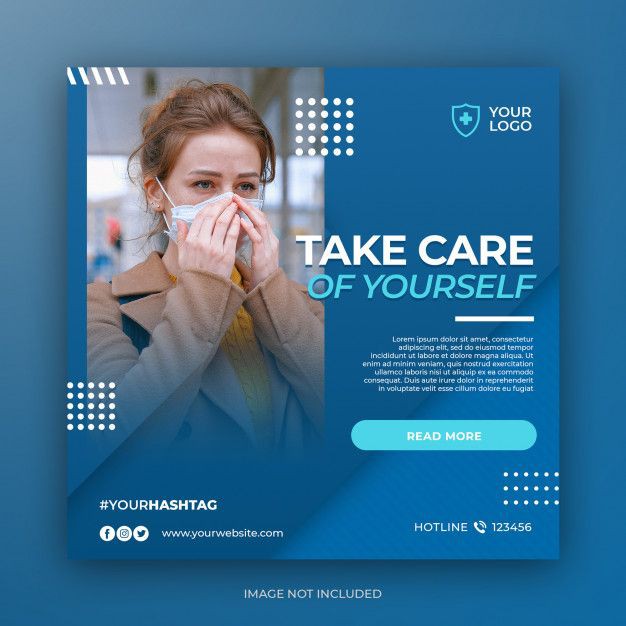 YOUR
LOGO
TAKE CARE
OF YOURSELF
Lorem ipsum dolor sit amet, consectetur
adipiscing elit, sed do eiusmod
tempor incididunt ut labore et dolore
magna aliqua. Ut enim ad minim veniam,
quis nostrud exercitation ullamco laboris
nisi ut aliquip ex ea commodo
consequat. Duis aute irure dolor in reprehenderit
in voluptate velit esse cillum dolore eu fugiat
READ MORE
#YOURHASHTAG
www.yourwebsite.com
HOTLINE 123456
IMAGE NOT INCLUDED